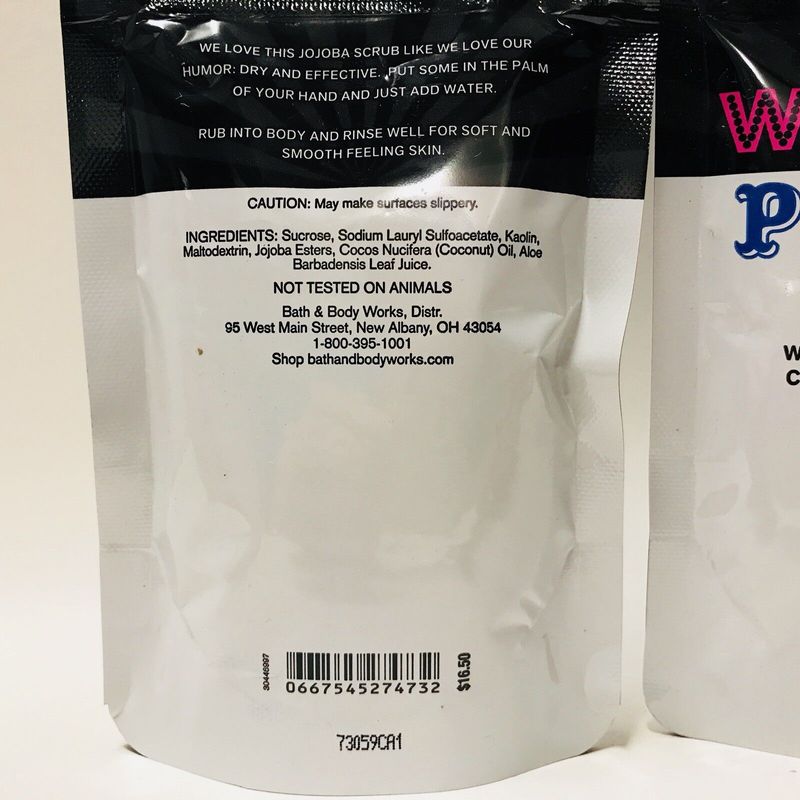 WE LOVE THIS JOJOBA SCRUB LIKE WE LOVE OUR
HUMOR: DRY AND EFFECTIVE. PUT SOME IN THE PALM
OF YOUR HAND AND JUST ADD WATER.
RUB INTO BODY AND RINSE WELL FOR SOFT AND
SMOOTH FEELING SKIN.
CAUTION: May make surfaces slippery.
INGREDIENTS: Sucrose, Sodium Lauryl Sulfoacetate, Kaolin,
Maltodextrin, Jojoba Esters, Cocos Nucifera (Coconut) Oil, Aloe
Barbadensis Leaf Juice.
NOT TESTED ON ANIMALS
Bath & Body Works, Distr.
95 West Main Street, New Albany, OH 43054
1-800-395-1001
Shop bathandbodyworks.com
30446997
0667545274732
$16.50
73059CA1
W
P
W
C